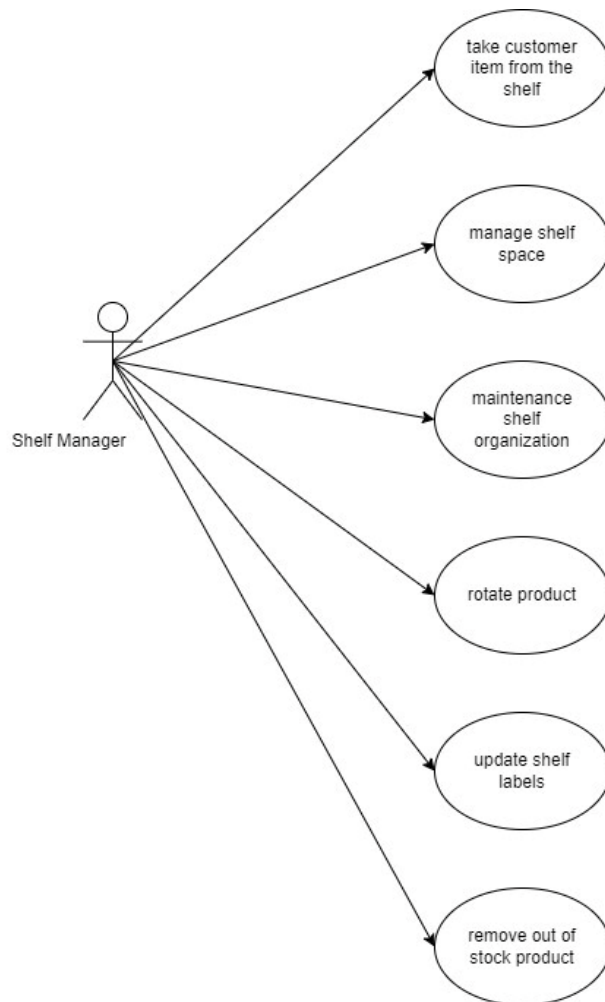 take customer
item from the
shelf
manage shelf
space
maintenance
shelf
organization
Shelf Manager
rotate product
update shelf
labels
remove out of
stock product